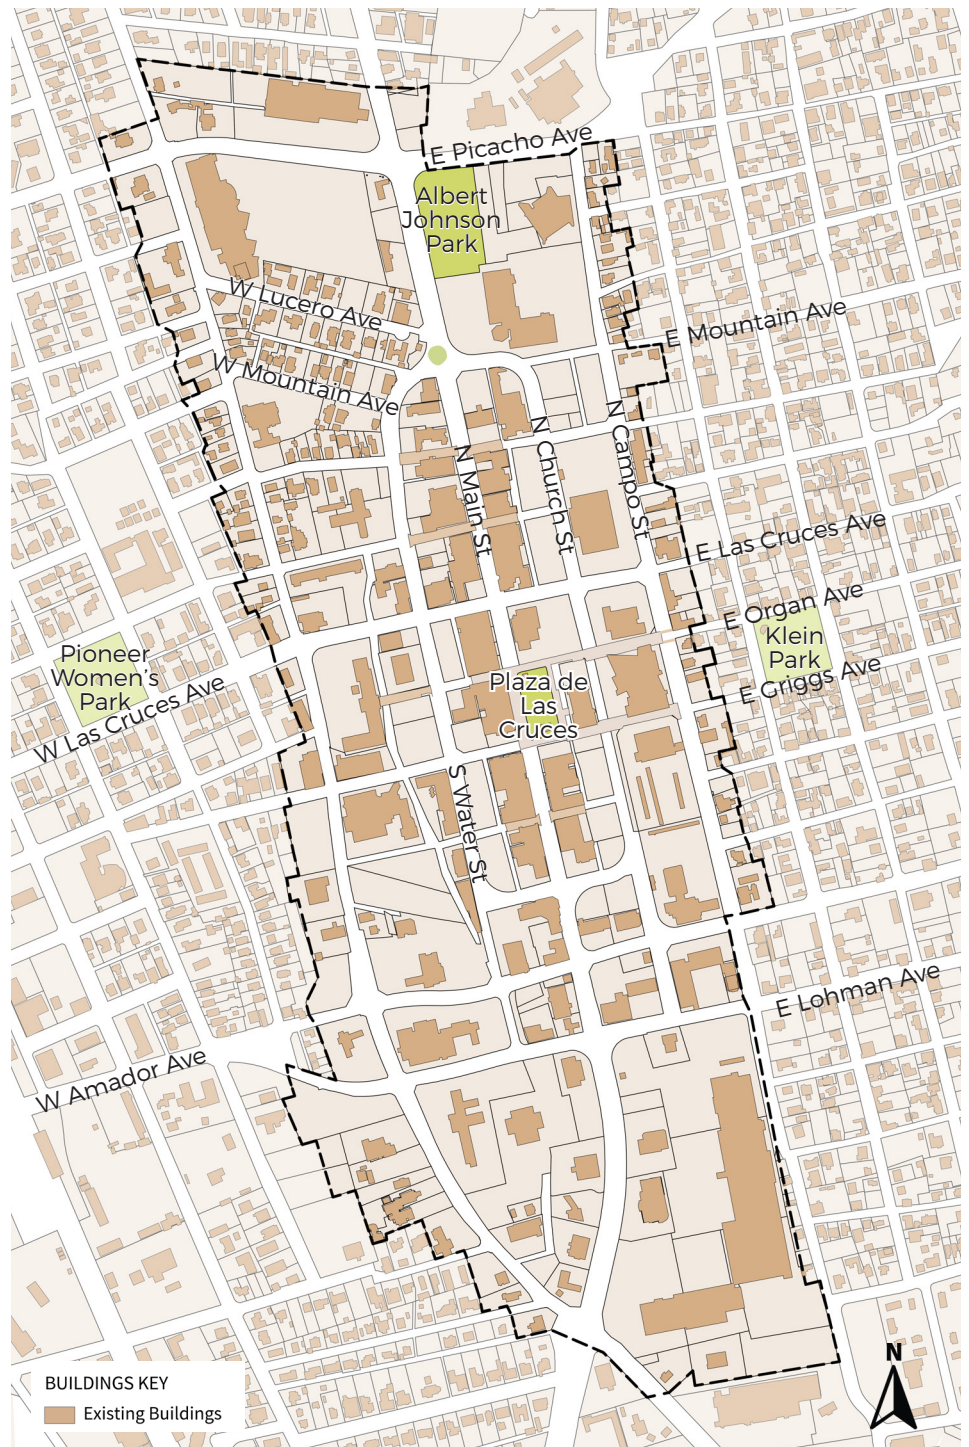 E Picacho Ave
Albert
Johnson
Park
W Lucero Ave
E Mountain Ave
W Mountain Ave
N Main St
N Church St
N Campo St
E Las Cruces Ave
E Organ Ave
Klein
Park
E Griggs Ave
Pioneer
Women's
Park
W Las Cruces Ave
Plaza de
Las
Cruces
S Water St
E Lohman Ave
W Amador Ave
N
BUILDINGS KEY
Existing Buildings